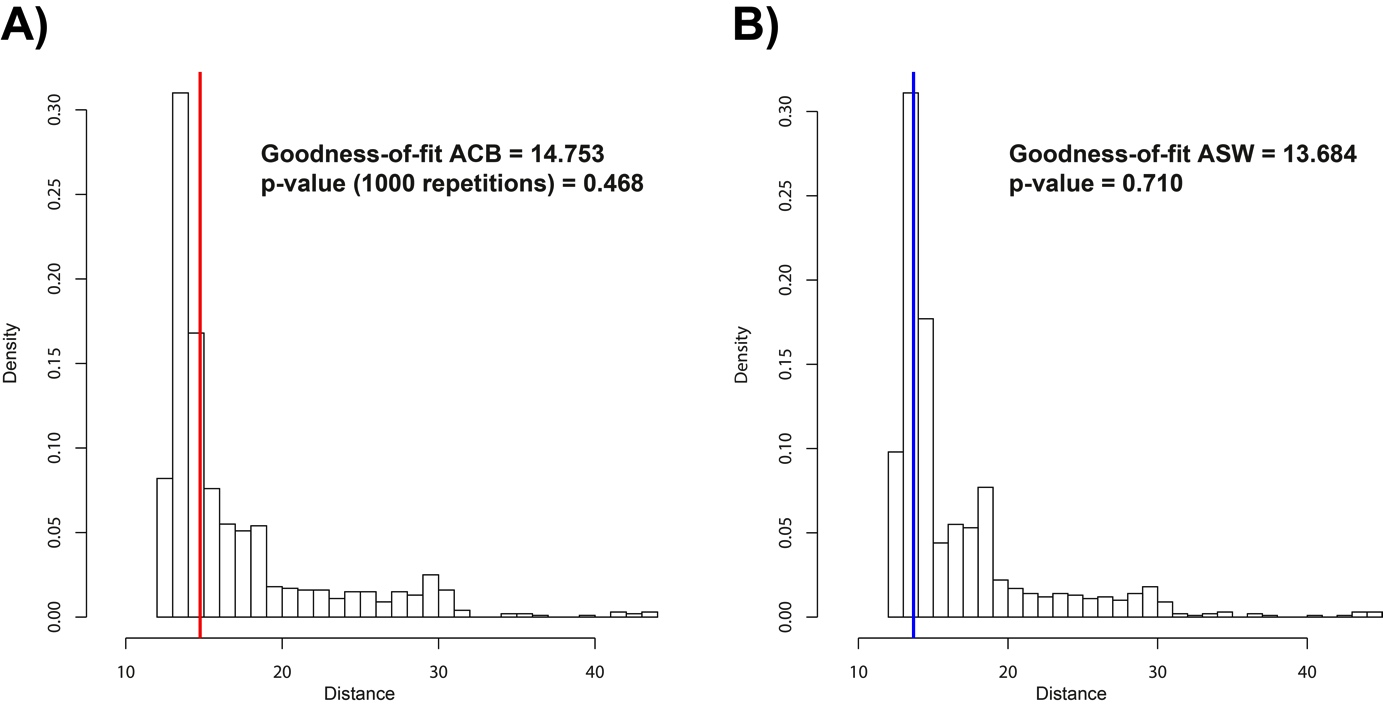 A)
Goodness-of-fit ACB = 14.753
p-value (1000 repetitions) = 0.468
Density
0.30
0.25
0.20
0.15
0.10
0.05
0.00
10 20 30 40
Distance
B)
Goodness-of-fit ASW = 13.684
p-value = 0.710
Density
0.30
0.25
0.20
0.15
0.10
0.05
0.00
10 20 30 40
Distance